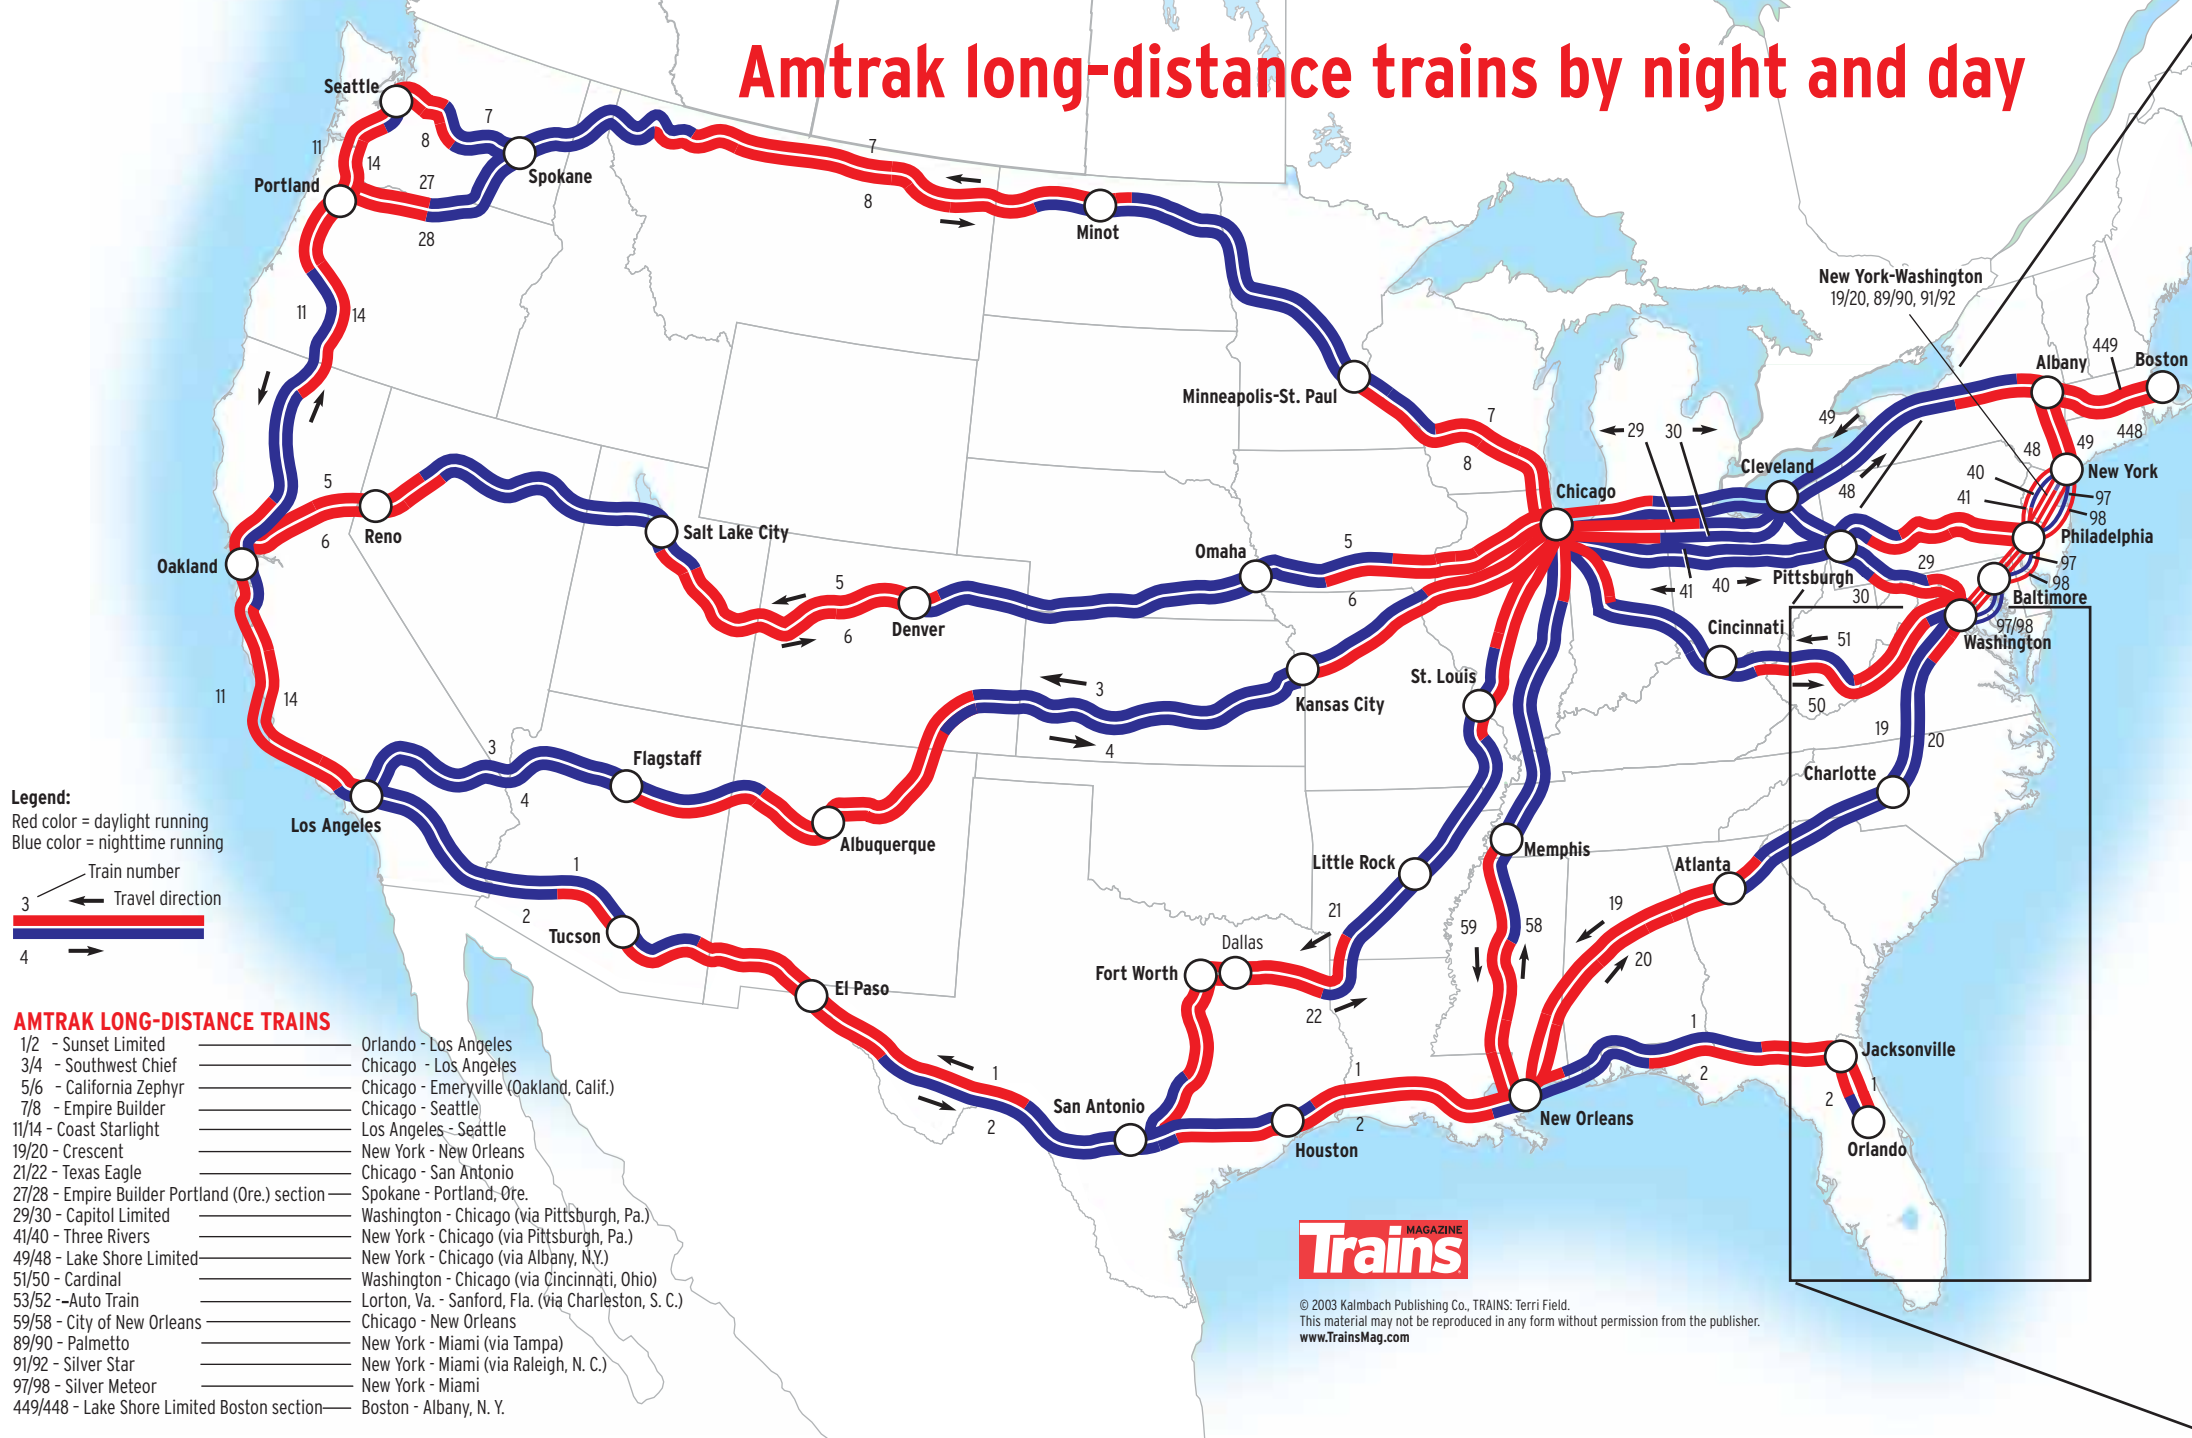 Amtrak long-distance trains by night and day
Seattle
7
8
11
14
Portland
27
28
Spokane
7
8
Minot
11
14
Minneapolis-St. Paul
7
8
New York-Washington
19/20, 89/90, 91/92
449
Albany
Boston
448
49
48
49
48
29
30
Cleveland
Chicago
40
41
New York
97
98
Philadelphia
97
98
Baltimore
97/98
Washington
29
30
Pittsburgh
41
40
5
6
Reno
Oakland
Salt Lake City
5
6
Denver
Omaha
5
6
Cincinnati
51
50
St. Louis
Kansas City
3
4
11
14
3
4
Flagstaff
Albuquerque
Los Angeles
1
2
Tucson
El Paso
19
20
Charlotte
Atlanta
19
20
Memphis
Little Rock
59
58
21
22
Dallas
Fort Worth
1
2
San Antonio
Houston
1
2
New Orleans
1
2
Jacksonville
1
2
Orlando
Legend:
Red color = daylight running
Blue color = nighttime running
Train number
3
Travel direction
4
AMTRAK LONG-DISTANCE TRAINS
1/2 - Sunset Limited Orlando - Los Angeles
3/4 - Southwest Chief Chicago - Los Angeles
5/6 - California Zephyr Chicago - Emeryville (Oakland, Calif.)
7/8 - Empire Builder Chicago - Seattle
11/14 - Coast Starlight Los Angeles - Seattle
19/20 - Crescent New York - New Orleans
21/22 - Texas Eagle Chicago - San Antonio
27/28 - Empire Builder Portland (Ore.) section Spokane - Portland, Ore.
29/30 - Capitol Limited Washington - Chicago (via Pittsburgh, Pa.)
41/40 - Three Rivers New York - Chicago (via Pittsburgh, Pa.)
49/48 - Lake Shore Limited New York - Chicago (via Albany, N.Y.)
51/50 - Cardinal Washington - Chicago (via Cincinnati, Ohio)
53/52 --Auto Train Lorton, Va. - Sanford, Fla. (via Charleston, S. C.)
59/58 - City of New Orleans Chicago - New Orleans
89/90 - Palmetto New York - Miami (via Tampa)
91/92 - Silver Star New York - Miami (via Raleigh, N. C.)
97/98 - Silver Meteor New York - Miami
449/448 - Lake Shore Limited Boston section Boston - Albany, N. Y.
Trains MAGAZINE
© 2003 Kalmbach Publishing Co., TRAINS: Terri Field.
This material may not be reproduced in any form without permission from the publisher.
www.TrainsMag.com